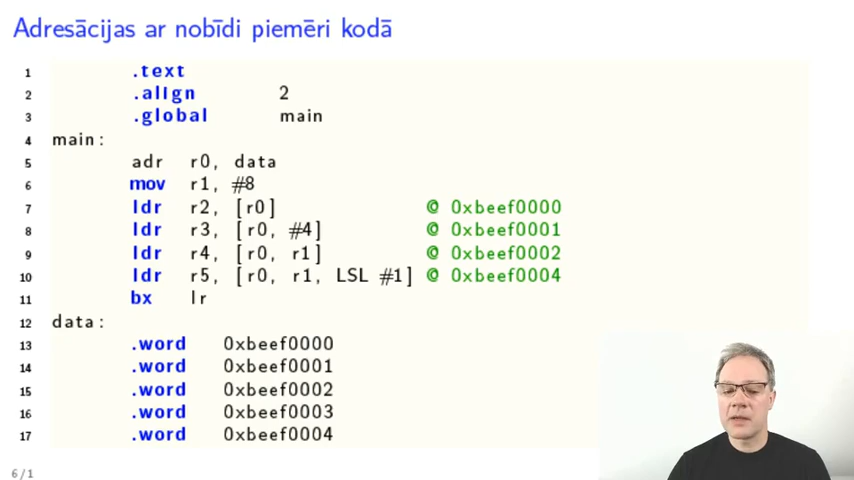 Adresācijas ar nobīdi piemēri kodā
1 .text
2 .align 2
3 .global main
4 main:
5 adr r0, data
6 mov r1, #8
7 ldr r2, [r0] @ 0xbeef0000
8 ldr r3, [r0, #4] @ 0xbeef0001
9 ldr r4, [r0, r1] @ 0xbeef0002
10 ldr r5, [r0, r1, LSL #1] @ 0xbeef0004
11 bx lr
12 data:
13 .word 0xbeef0000
14 .word 0xbeef0001
15 .word 0xbeef0002
16 .word 0xbeef0003
17 .word 0xbeef0004
6/1